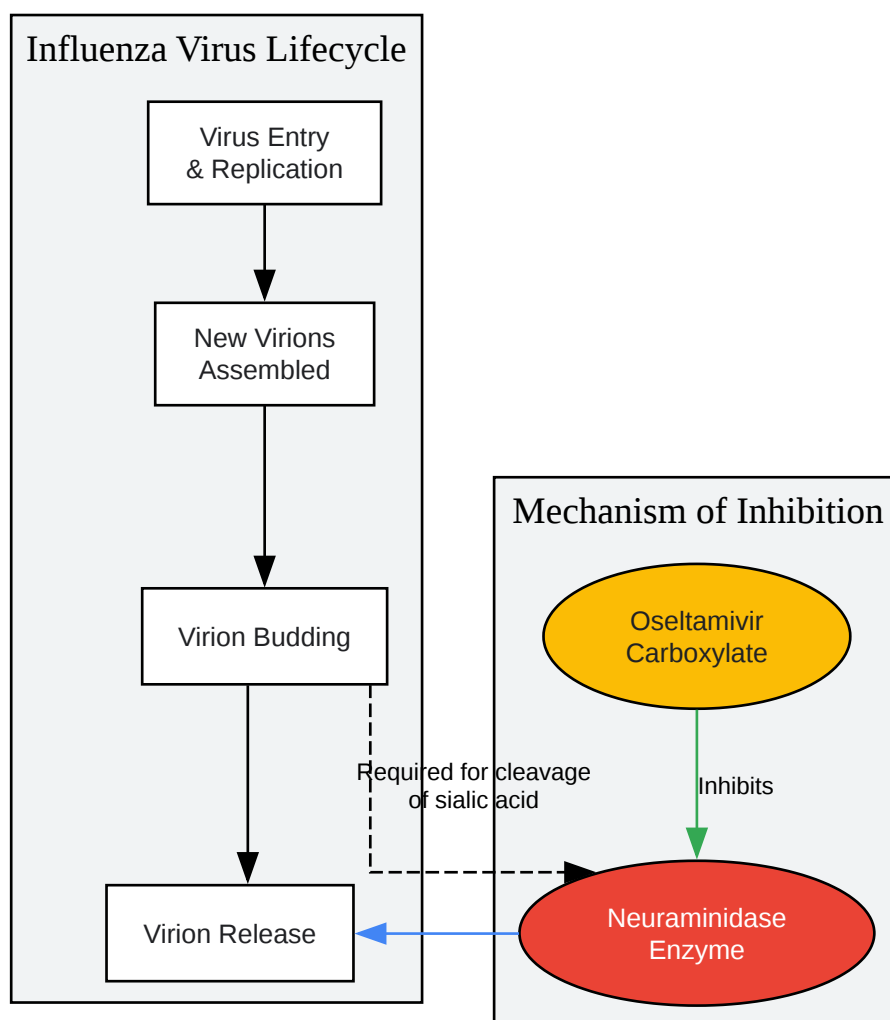 Influenza Virus Lifecycle
Virus Entry
& Replication
New Virions
Assembled
Virion Budding
Virion Release
Required for cleavage
of sialic acid
Mechanism of Inhibition
Oseltamivir
Carboxylate
Inhibits
Neuraminidase
Enzyme